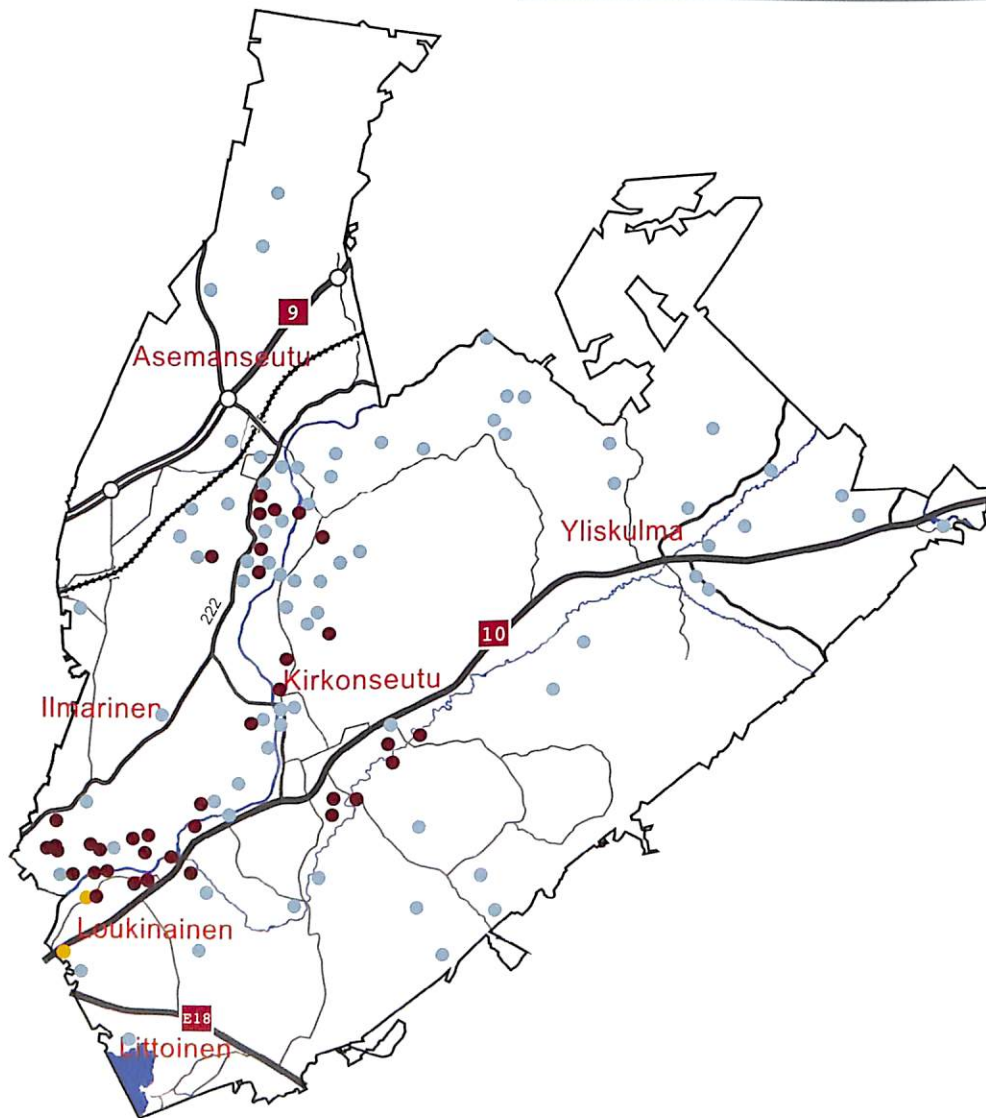 9
Asemanseutu
Yliskulma
222
10
Kirkonseutu
Ilmarinen
Loukinainen
E18
Littoinen